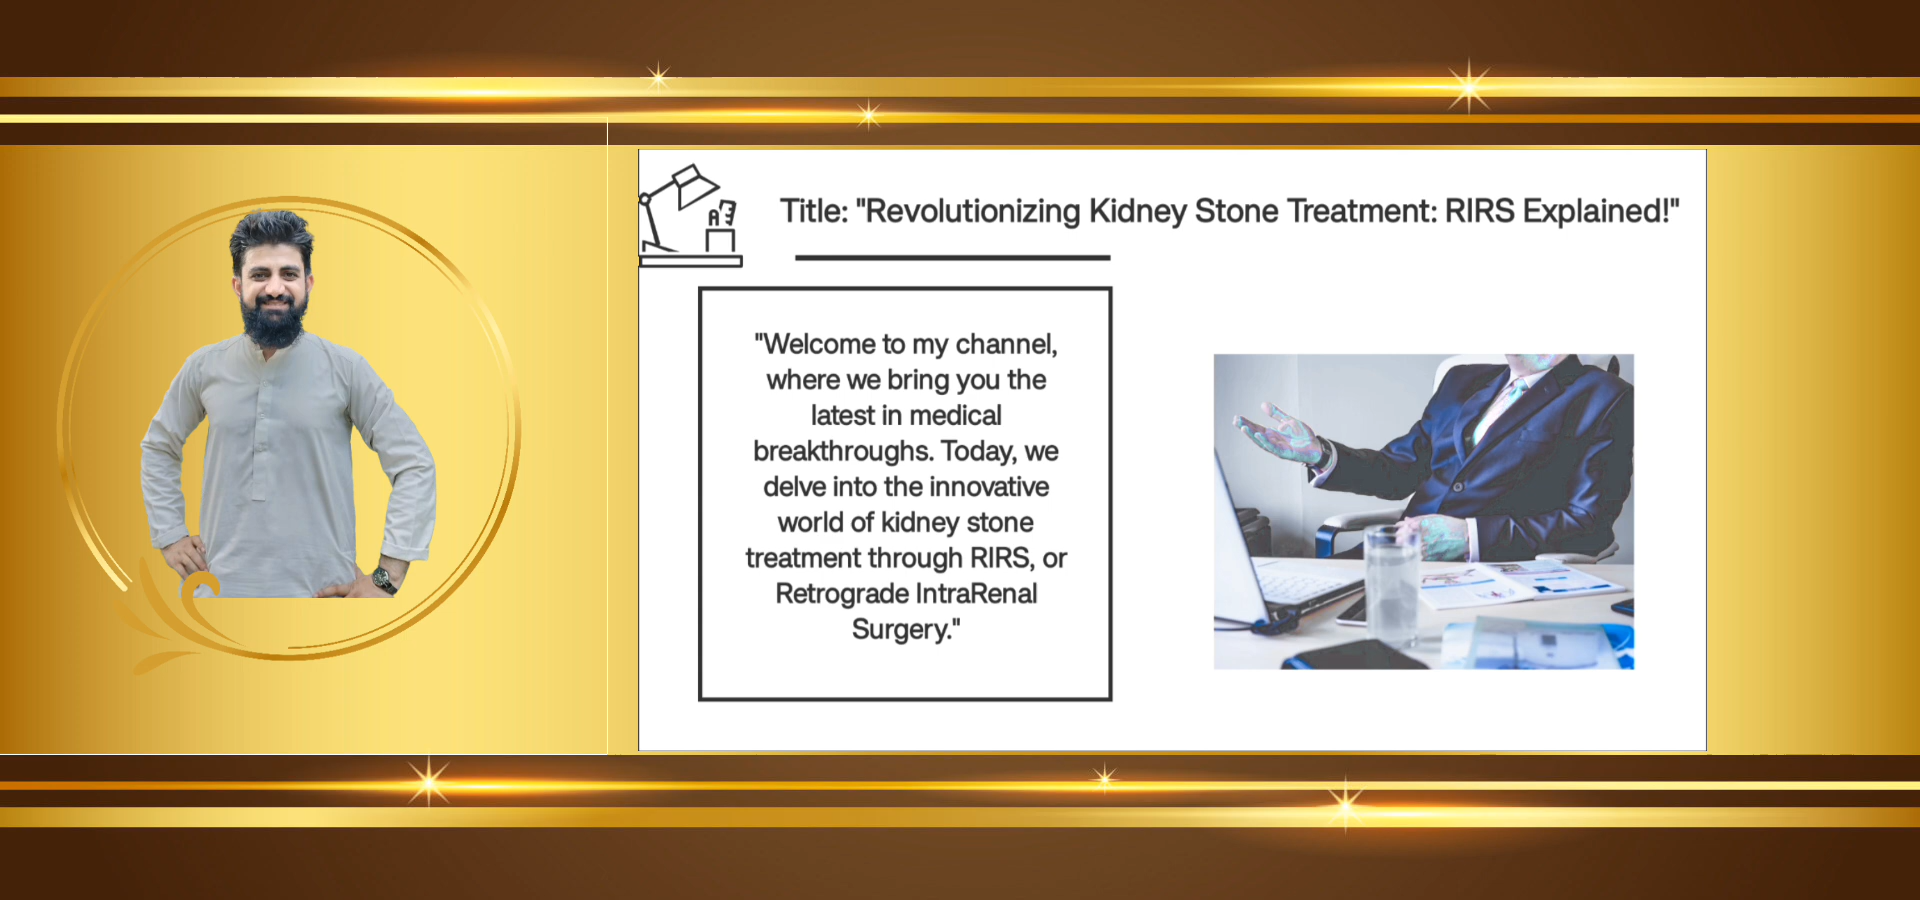 Title: "Revolutionizing Kidney Stone Treatment: RIRS Explained!"
"Welcome to my channel,
where we bring you the
latest in medical
breakthroughs. Today, we
delve into the innovative
world of kidney stone
treatment through RIRS, or
Retrograde IntraRenal
Surgery."